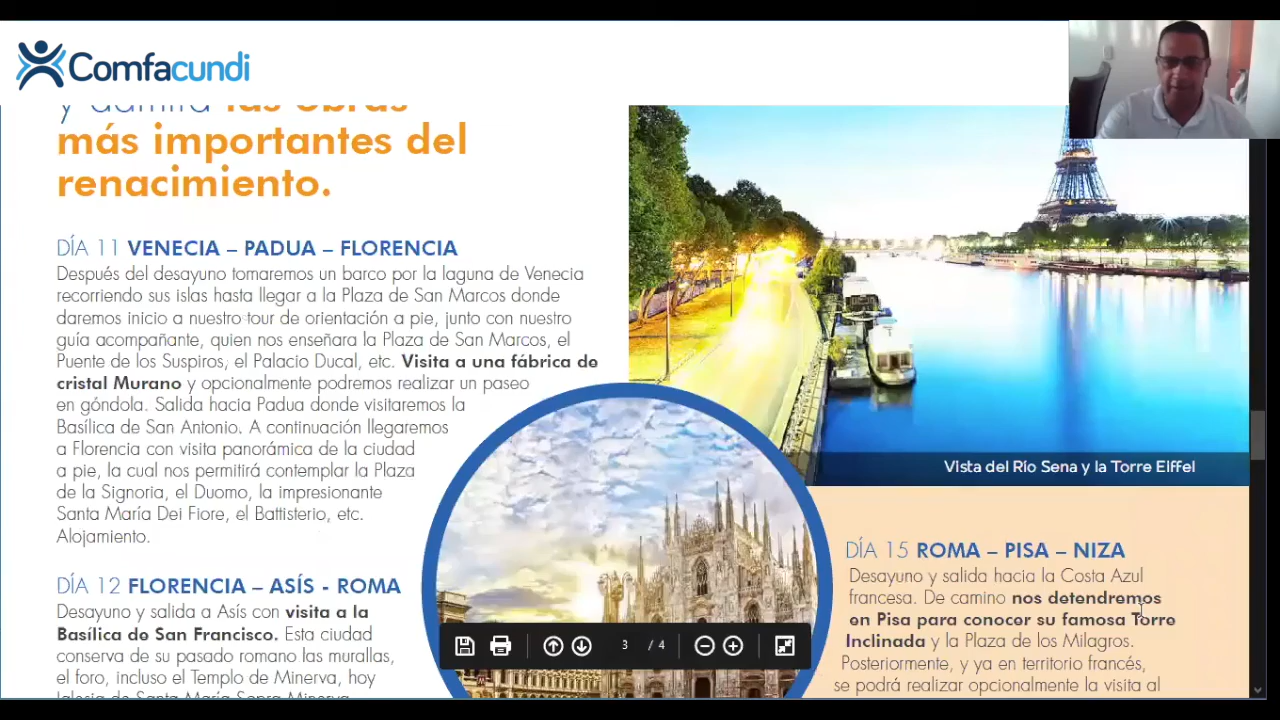 Comfacundi
y admira las obras
más importantes del
renacimiento.
DÍA 11 VENECIA – PADUA – FLORENCIA
Después del desayuno tomaremos un barco por la laguna de Venecia
recorriendo sus islas hasta llegar a la Plaza de San Marcos donde
daremos inicio a nuestro tour de orientación a pie, junto con nuestro
guía acompañante, quien nos enseñara la Plaza de San Marcos, el
Puente de los Suspiros, el Palacio Ducal, etc. Visita a una fábrica de
cristal Murano y opcionalmente podremos realizar un paseo
en góndola. Salida hacia Padua donde visitaremos la
Basílica de San Antonio. A continuación llegaremos
a Florencia con visita panorámica de la ciudad
a pie, la cual nos permitirá contemplar la Plaza
de la Signoria, el Duomo, la impresionante
Santa María Dei Fiore, el Battisterio, etc.
Alojamiento.
DÍA 12 FLORENCIA – ASÍS - ROMA
Desayuno y salida a Asís con visita a la
Basílica de San Francisco. Esta ciudad
conserva de su pasado romano las murallas,
el foro, incluso el Templo de Minerva, hoy
Iglesia de Santa María Sopra Minerva
Vista del Río Sena y la Torre Eiffel
DÍA 15 ROMA – PISA – NIZA
Desayuno y salida hacia la Costa Azul
francesa. De camino nos detendremos
en Pisa para conocer su famosa Torre
Inclinada y la Plaza de los Milagros.
Posteriormente, y ya en territorio francés,
se podrá realizar opcionalmente la visita al
3 / 4